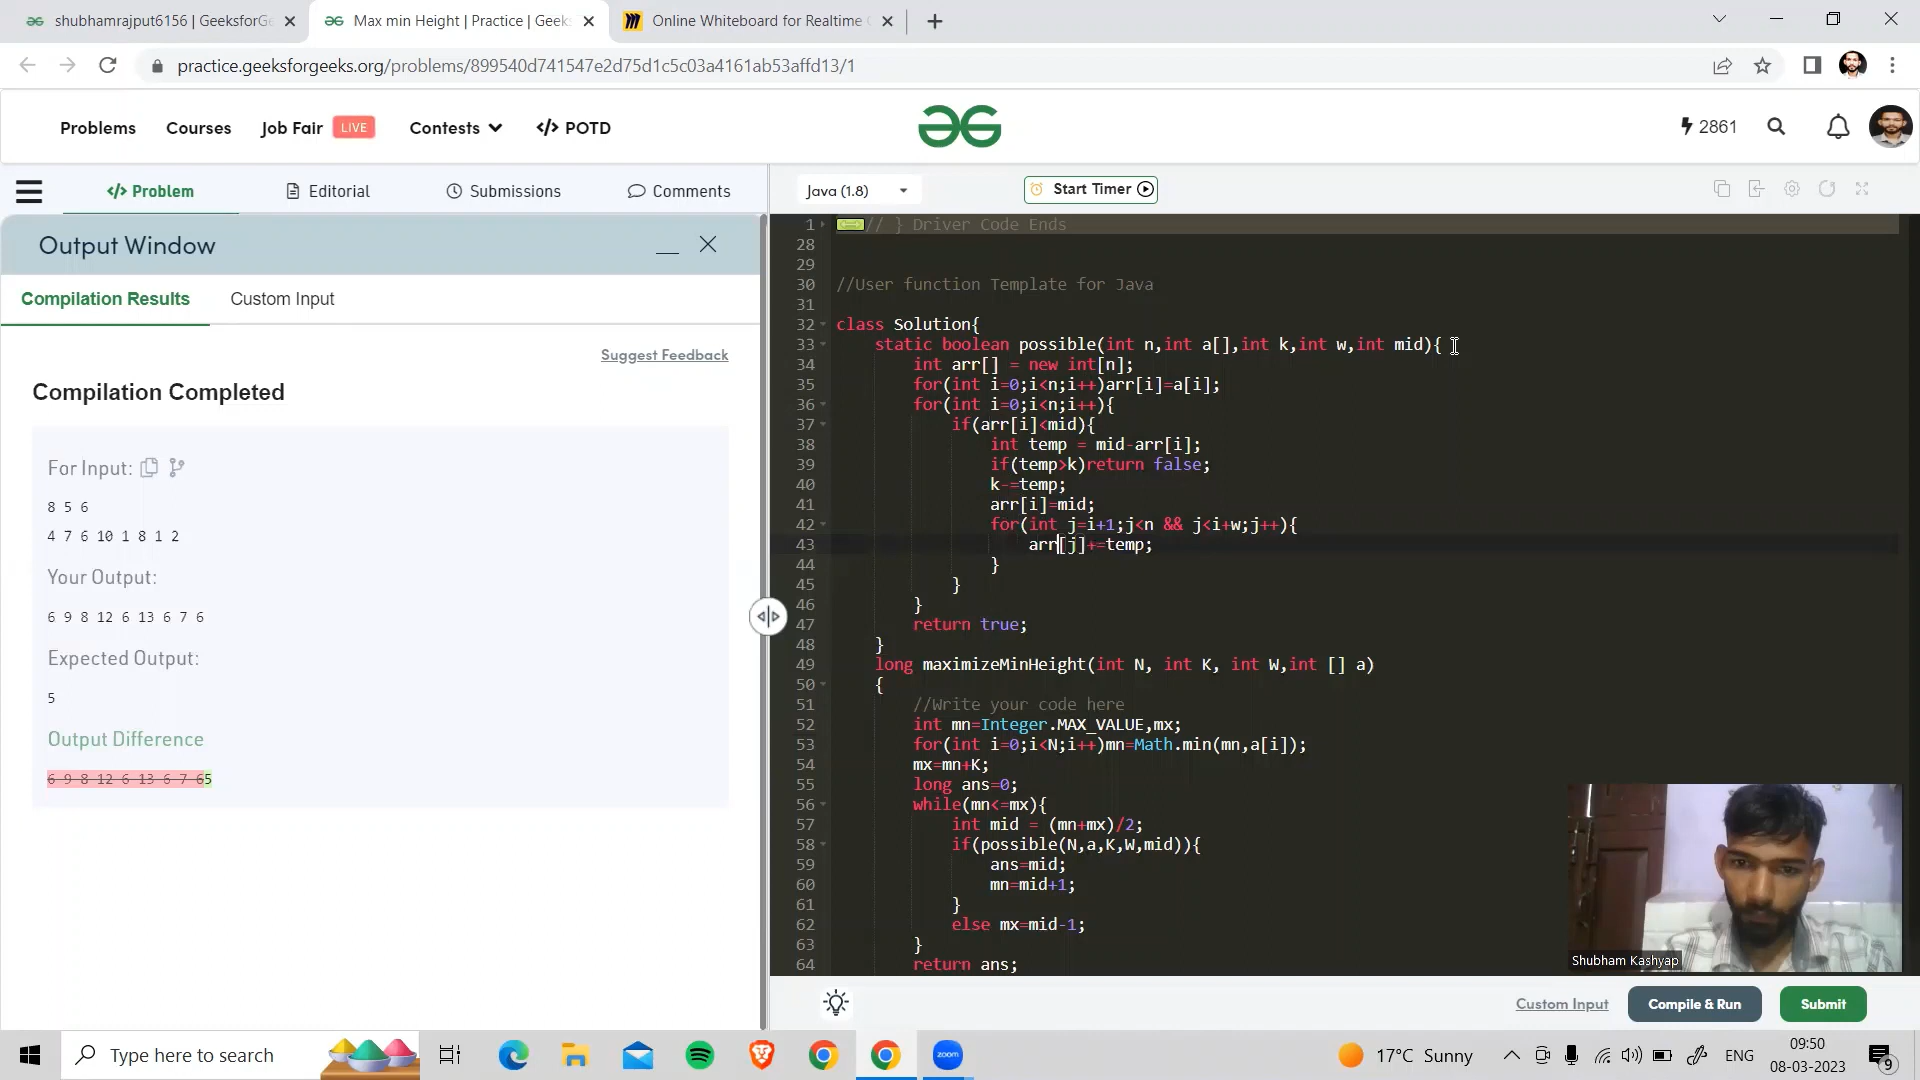 shubhamrajput6156 | GeeksforGe
Max min Height | Practice | Geeks
Online Whiteboard for Realtime C
practice.geeksforgeeks.org/problems/899540d741547e2d75d1c5c03a4161ab53affd13/1
Problems
Courses
Job Fair
LIVE
Contests
</> POTD
2861
</> Problem
Editorial
Submissions
Comments
Output Window
Compilation Results
Custom Input
Suggest Feedback
Compilation Completed
For Input:
8 5 6
4 7 6 10 1 8 1 2
Your Output:
6 9 8 12 6 13 6 7 6
Expected Output:
5
Output Difference
6 9 8 12 6 13 6 7 65
Java (1.8)
Start Timer
1 // } Driver Code Ends
28
29
30 //User function Template for Java
31
32 class Solution{
33 static boolean possible(int n,int a[],int k,int w,int mid){
34 int arr[] = new int[n];
35 for(int i=0;i<n;i++)arr[i]=a[i];
36 for(int i=0;i<n;i++){
37 if(arr[i]<mid){
38 int temp = mid-arr[i];
39 if(temp>k)return false;
40 k-=temp;
41 arr[i]=mid;
42 for(int j=i+1;j<n && j<i+w;j++){
43 arr[j]+=temp;
44 }
45 }
46 }
47 return true;
48 }
49 long maximizeMinHeight(int N, int K, int W,int [] a)
50 {
51 //Write your code here
52 int mn=Integer.MAX_VALUE,mx;
53 for(int i=0;i<N;i++)mn=Math.min(mn,a[i]);
54 mx=mn+K;
55 long ans=0;
56 while(mn<=mx){
57 int mid = (mn+mx)/2;
58 if(possible(N,a,K,W,mid)){
59 ans=mid;
60 mn=mid+1;
61 }
62 else mx=mid-1;
63 }
64 return ans;
Shubham Kashyap
Custom Input
Compile & Run
Submit
Type here to search
zoom
17°C Sunny
ENG
09:50
08-03-2023
9